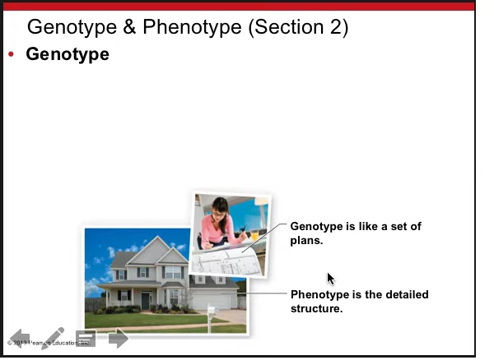 Genotype & Phenotype (Section 2)
• Genotype
Genotype is like a set of
plans.
Phenotype is the detailed
structure.